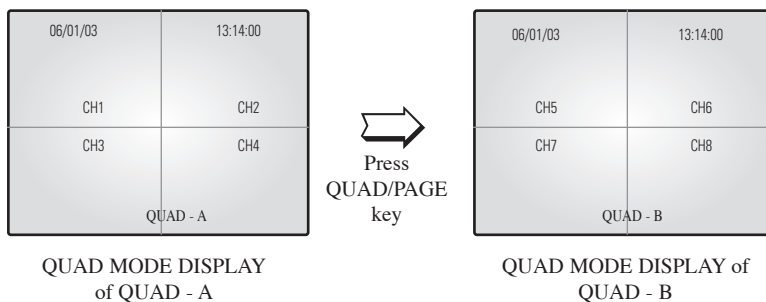 06/01/03 13:14:00
CH1 CH2
CH3 CH4
QUAD - A
QUAD MODE DISPLAY
of QUAD - A
Press
QUAD/PAGE
key
06/01/03 13:14:00
CH5 CH6
CH7 CH8
QUAD - B
QUAD MODE DISPLAY of
QUAD - B